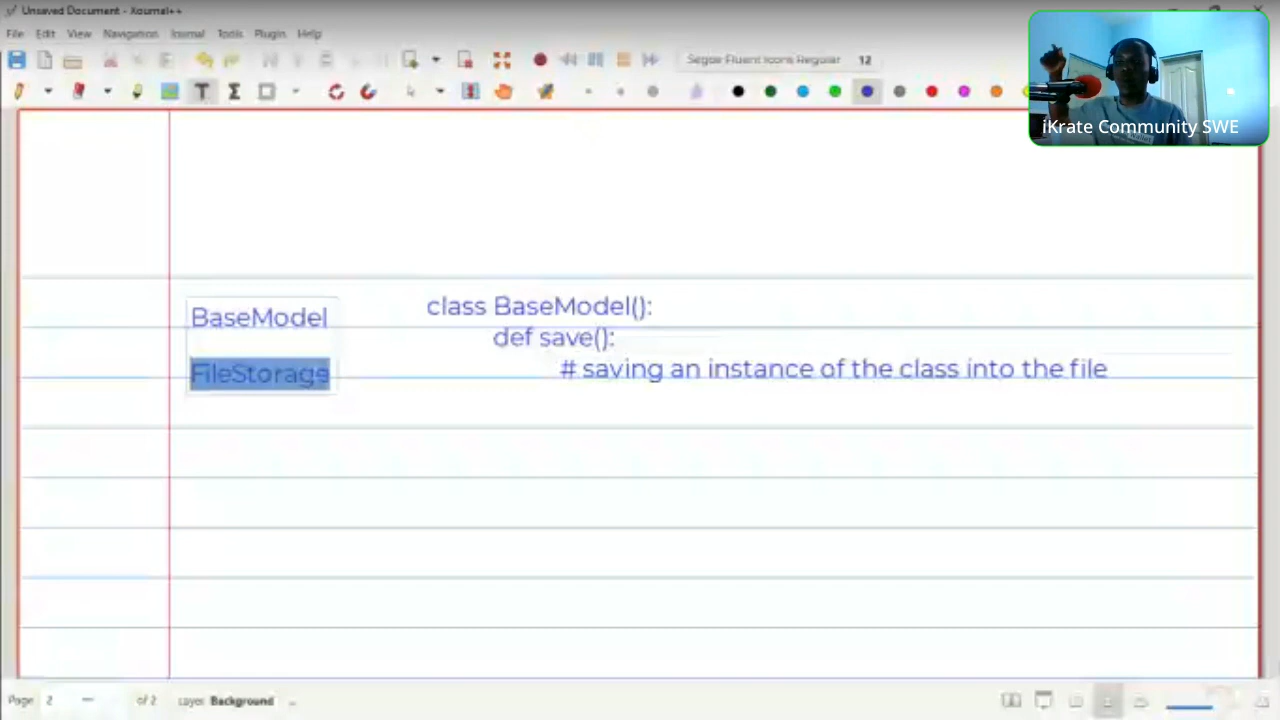 Unsaved Document - Xournal++
File Edit View Navigation Journal Tools Plugin Help
Segoe Fluent Icons Regular 12
iKrate Community SWE
BaseModel
FileStorage
class BaseModel():
def save():
# saving an instance of the class into the file
Page 2 of 2 Layer Background